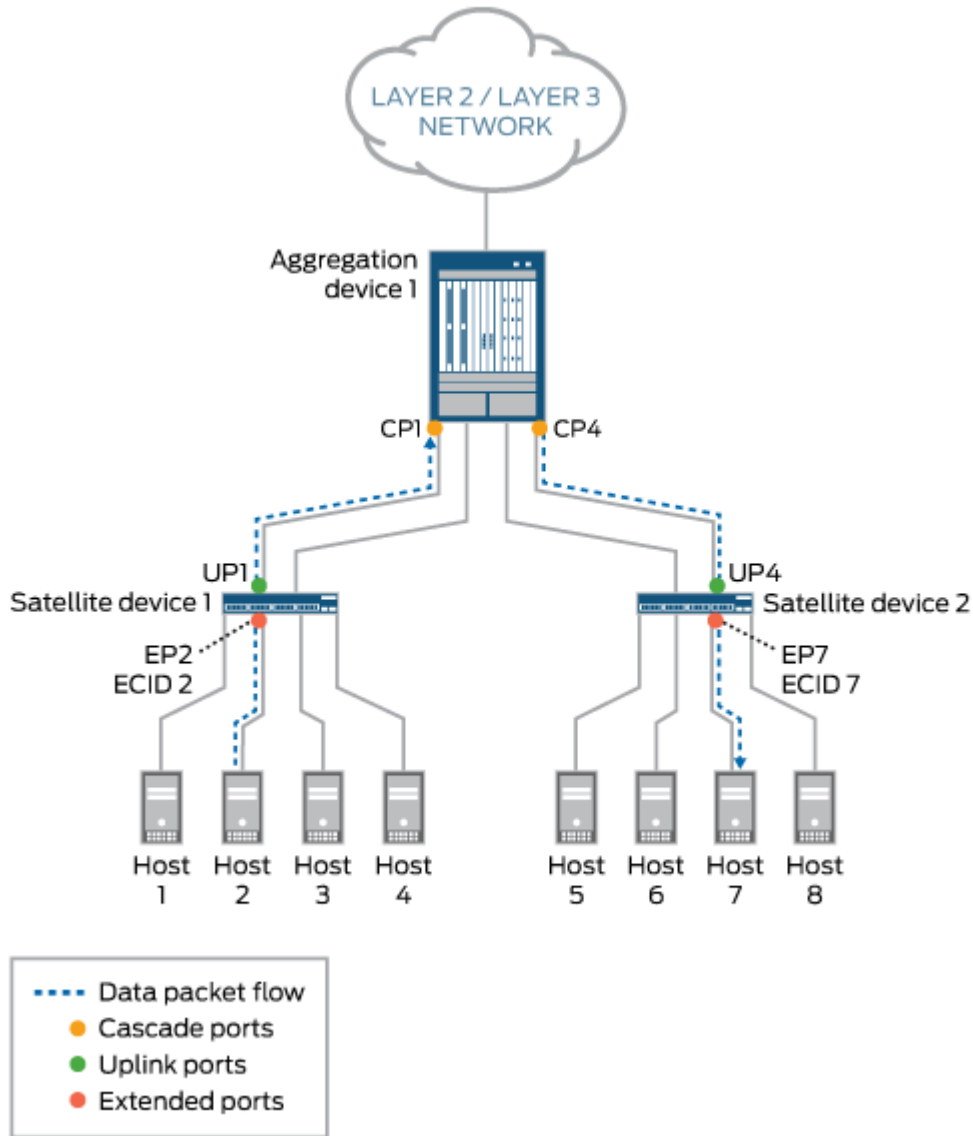 LAYER 2 / LAYER 3
NETWORK
Aggregation
device 1
CP1
CP4
UP1
UP4
Satellite device 1
Satellite device 2
EP2
ECID 2
EP7
ECID 7
Host
1
Host
2
Host
3
Host
4
Host
5
Host
6
Host
7
Host
8
Data packet flow
Cascade ports
Uplink ports
Extended ports